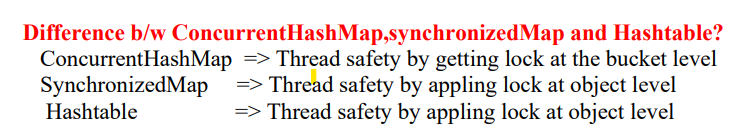 Difference b/w ConcurrentHashMap,synchronizedMap and Hashtable?
ConcurrentHashMap => Thread safety by getting lock at the bucket level
SynchronizedMap => Thread safety by appling lock at object level
Hashtable => Thread safety by appling lock at object level